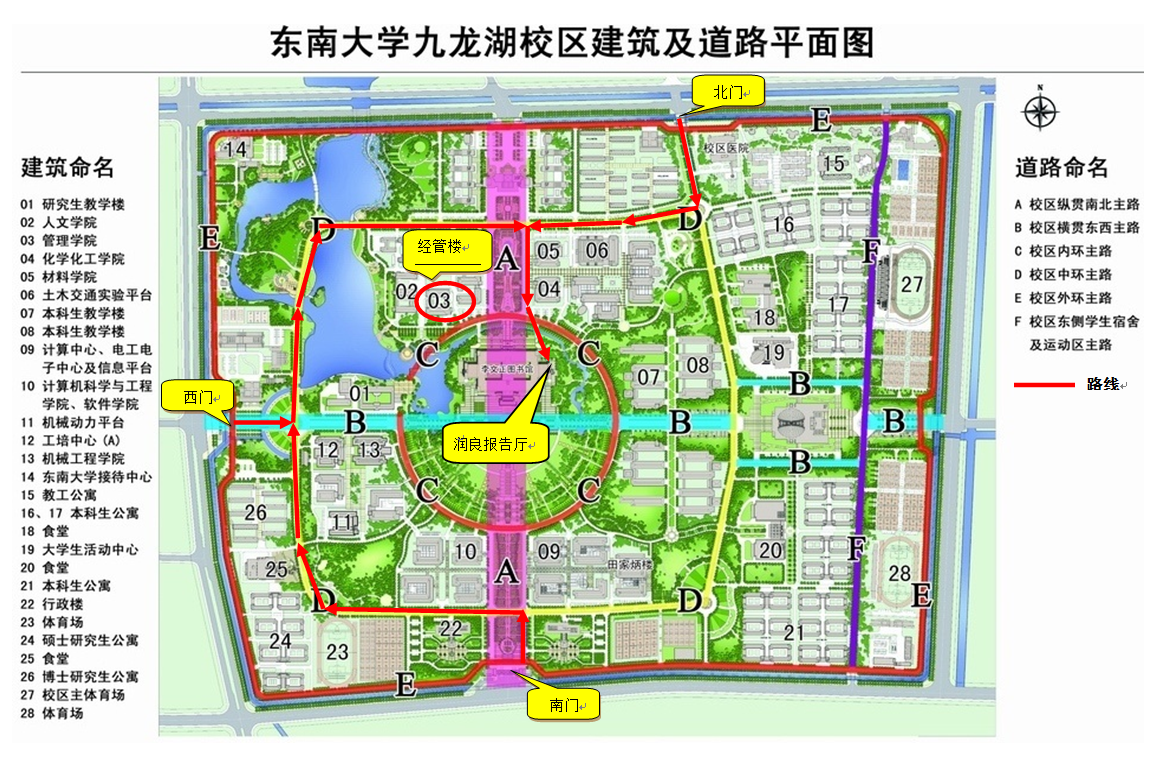 东南大学九龙湖校区建筑及道路平面图
建筑命名
01 研究生教学楼
02 人文学院
03 管理学院
04 化学化工学院
05 材料学院
06 土木交通实验平台
07 本科生教学楼
08 本科生教学楼
09 计算中心、电工电
子中心及信息平台
10 计算机科学与工程
学院、软件学院
11 机械动力平台
12 工培中心(A)
13 机械工程学院
14 东南大学接待中心
15 教工公寓
16、17 本科生公寓
18 食堂
19 大学生活动中心
20 食堂
21 本科生公寓
22 行政楼
23 体育场
24 硕士研究生公寓
25 食堂
26 博士研究生公寓
27 校区主体育场
28 体育场
北门
E
14
校区医院
15
D
D
16
E
经管楼
A
05
06
F
02
03
04
27
17
18
C
C
李文正图书馆
08
19
07
西门
01
B
B
B
B
润良报告厅
12
13
B
C
C
26
11
10
A
09
田家炳楼
20
F
25
28
D
D
E
24
23
22
21
E
南门
N
道路命名
A 校区纵贯南北主路
B 校区横贯东西主路
C 校区内环主路
D 校区中环主路
E 校区外环主路
F 校区东侧学生宿舍
及运动区主路
路线